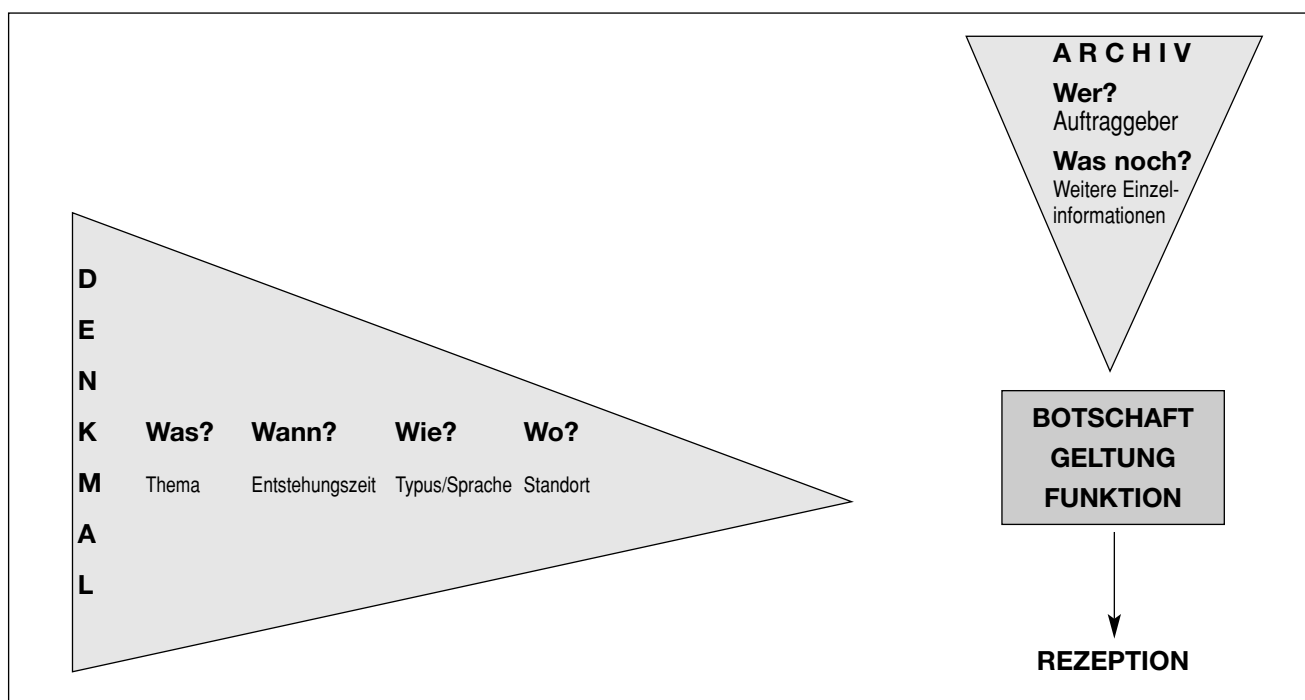 D
E
N
K
M
A
L
Was? Wann? Wie? Wo?
Thema Entstehungszeit Typus/Sprache Standort
A R C H I V
Wer?
Auftraggeber
Was noch?
Weitere Einzel-
informationen
BOTSCHAFT
GELTUNG
FUNKTION
REZEPTION